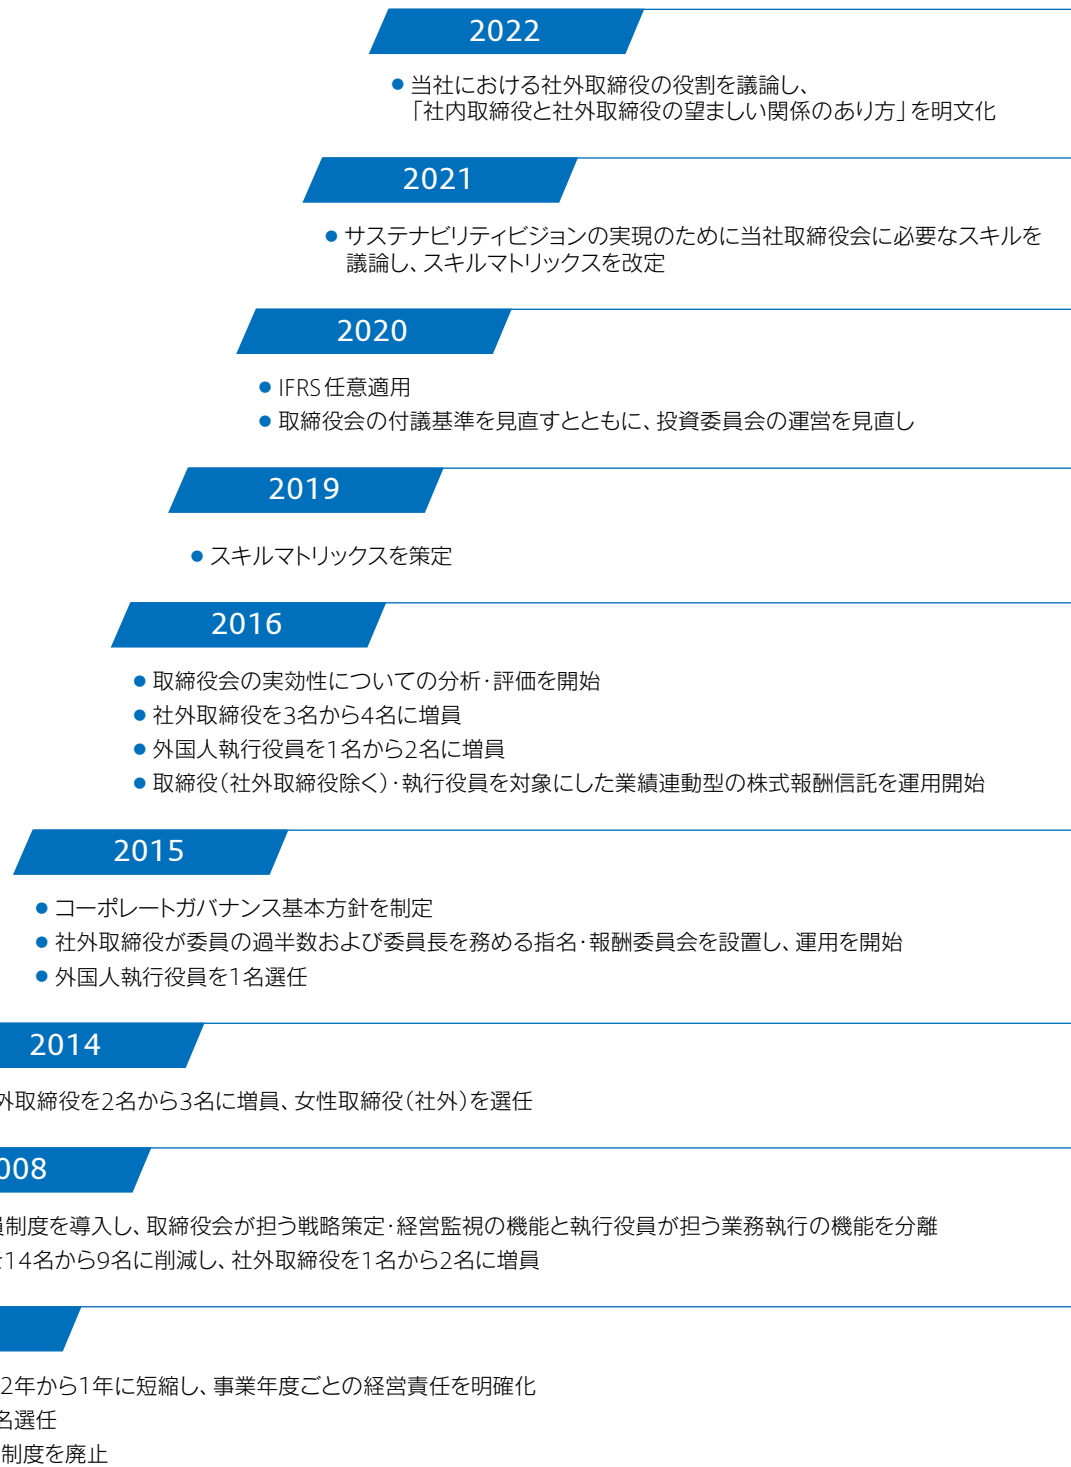 2022
● 当社における社外取締役の役割を議論し、
「社内取締役と社外取締役の望ましい関係のあり方」を明文化
2021
● サステナビリティビジョンの実現のために当社取締役会に必要なスキルを
議論し、スキルマトリックスを改定
2020
● IFRS任意適用
● 取締役会の付議基準を見直すとともに、投資委員会の運営を見直し
2019
● スキルマトリックスを策定
2016
● 取締役会の実効性についての分析・評価を開始
● 社外取締役を3名から4名に増員
● 外国人執行役員を1名から2名に増員
● 取締役（社外取締役除く）・執行役員を対象にした業績連動型の株式報酬信託を運用開始
2015
● コーポレートガバナンス基本方針を制定
● 社外取締役が委員の過半数および委員長を務める指名・報酬委員会を設置し、運用を開始
● 外国人執行役員を1名選任
2014
外取締役を2名から3名に増員、女性取締役（社外）を選任
008
員制度を導入し、取締役会が担う戦略策定・経営監視の機能と執行役員が担う業務執行の機能を分離
を14名から9名に削減し、社外取締役を1名から2名に増員
2年から1年に短縮し、事業年度ごとの経営責任を明確化
名選任
制度を廃止